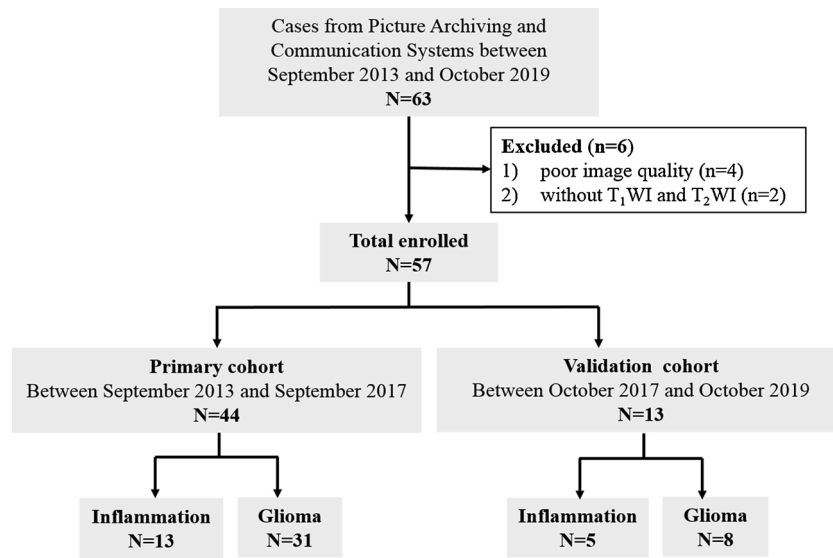 Cases from Picture Archiving and
Communication Systems between
September 2013 and October 2019
N=63
Excluded (n=6)
1) poor image quality (n=4)
2) without T₁WI and T₂WI (n=2)
Total enrolled
N=57
Primary cohort
Between September 2013 and September 2017
N=44
Validation cohort
Between October 2017 and October 2019
N=13
Inflammation
N=13
Glioma
N=31
Inflammation
N=5
Glioma
N=8